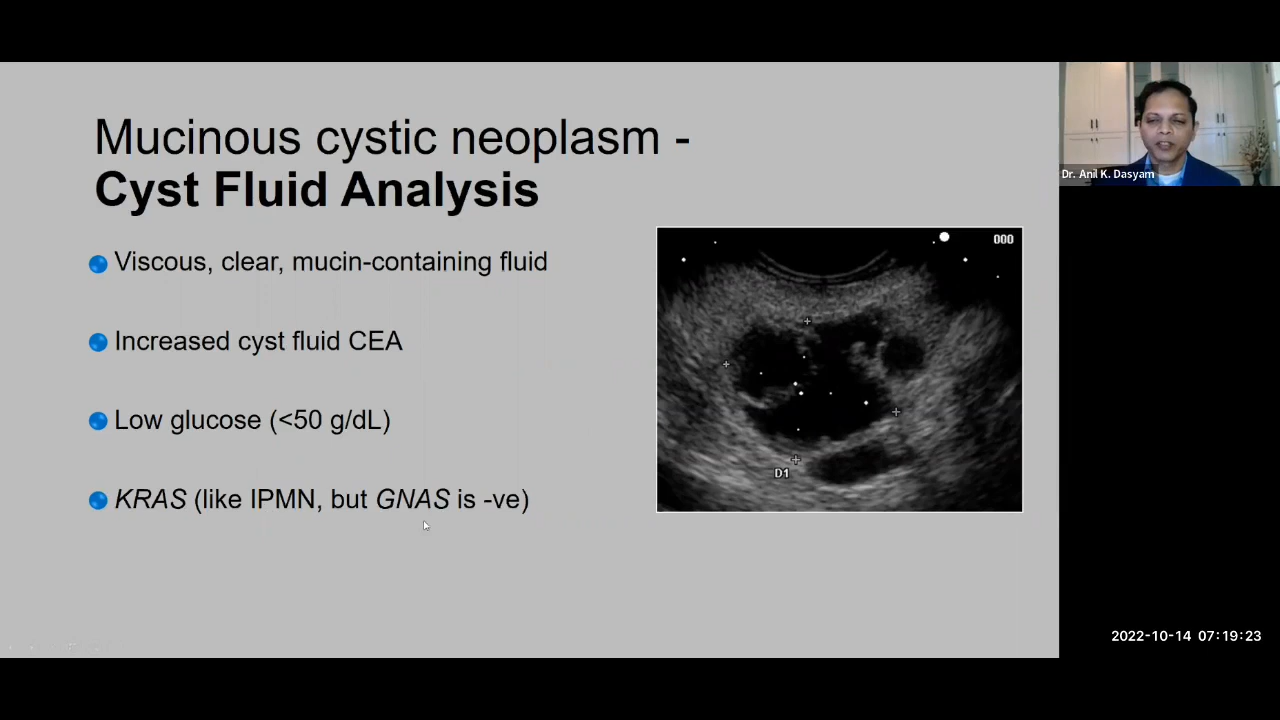 Mucinous cystic neoplasm -
Cyst Fluid Analysis
Viscous, clear, mucin-containing fluid
Increased cyst fluid CEA
Low glucose (<50 g/dL)
KRAS (like IPMN, but GNAS is -ve)
000
D1
Dr. Anil K. Dasyam
2022-10-14 07:19:23